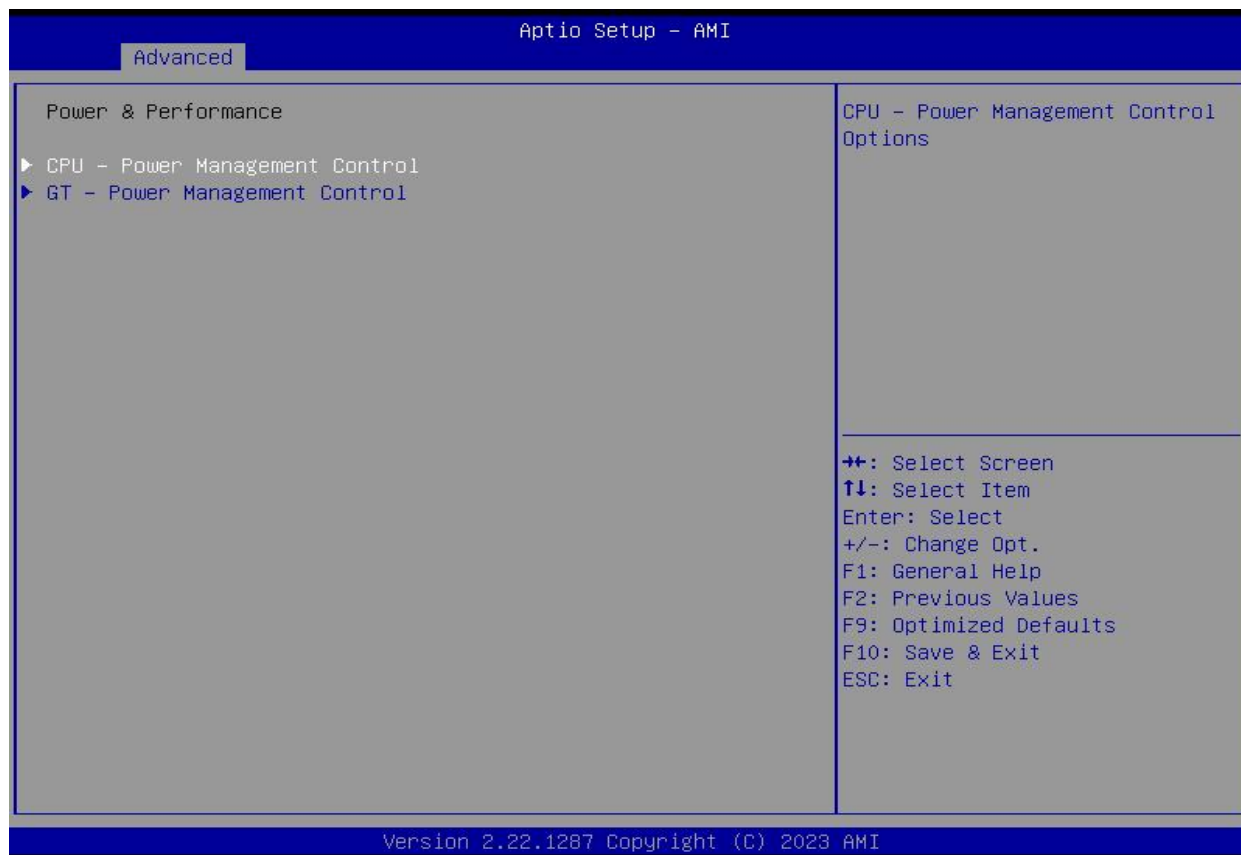 Aptio Setup – AMI
Advanced
Power & Performance
CPU – Power Management Control
GT – Power Management Control
CPU – Power Management Control
Options
→←: Select Screen
↑↓: Select Item
Enter: Select
+/-: Change Opt.
F1: General Help
F2: Previous Values
F9: Optimized Defaults
F10: Save & Exit
ESC: Exit
Version 2.22.1287 Copyright (C) 2023 AMI